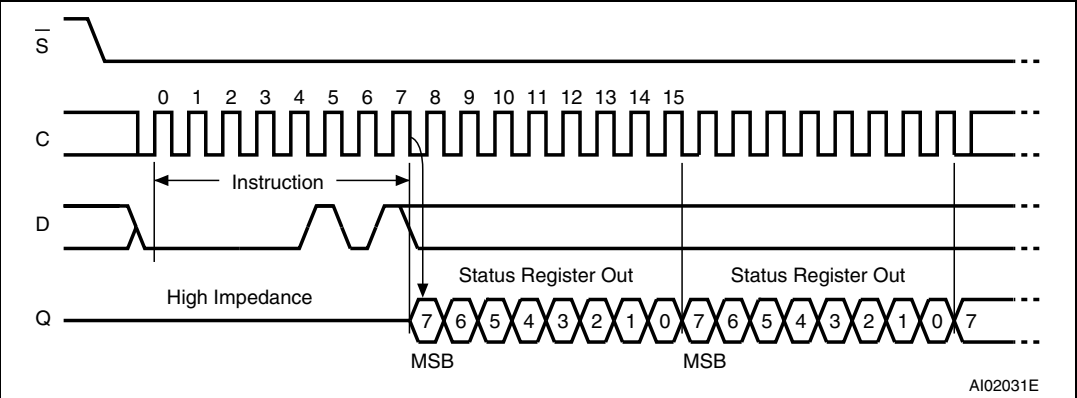 S̅
0 1 2 3 4 5 6 7 8 9 10 11 12 13 14 15
C
Instruction
D
Status Register Out Status Register Out
High Impedance
Q 7 6 5 4 3 2 1 0 7 6 5 4 3 2 1 0 7
MSB MSB
AI02031E